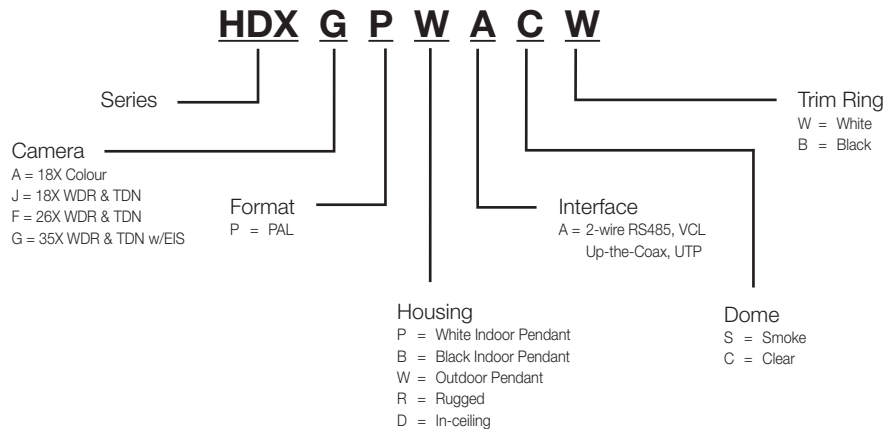 HDX G P W A C W
Series
Camera
A = 18X Colour
J = 18X WDR & TDN
F = 26X WDR & TDN
G = 35X WDR & TDN w/EIS
Format
P = PAL
Housing
P = White Indoor Pendant
B = Black Indoor Pendant
W = Outdoor Pendant
R = Rugged
D = In-ceiling
Interface
A = 2-wire RS485, VCL
Up-the-Coax, UTP
Dome
S = Smoke
C = Clear
Trim Ring
W = White
B = Black